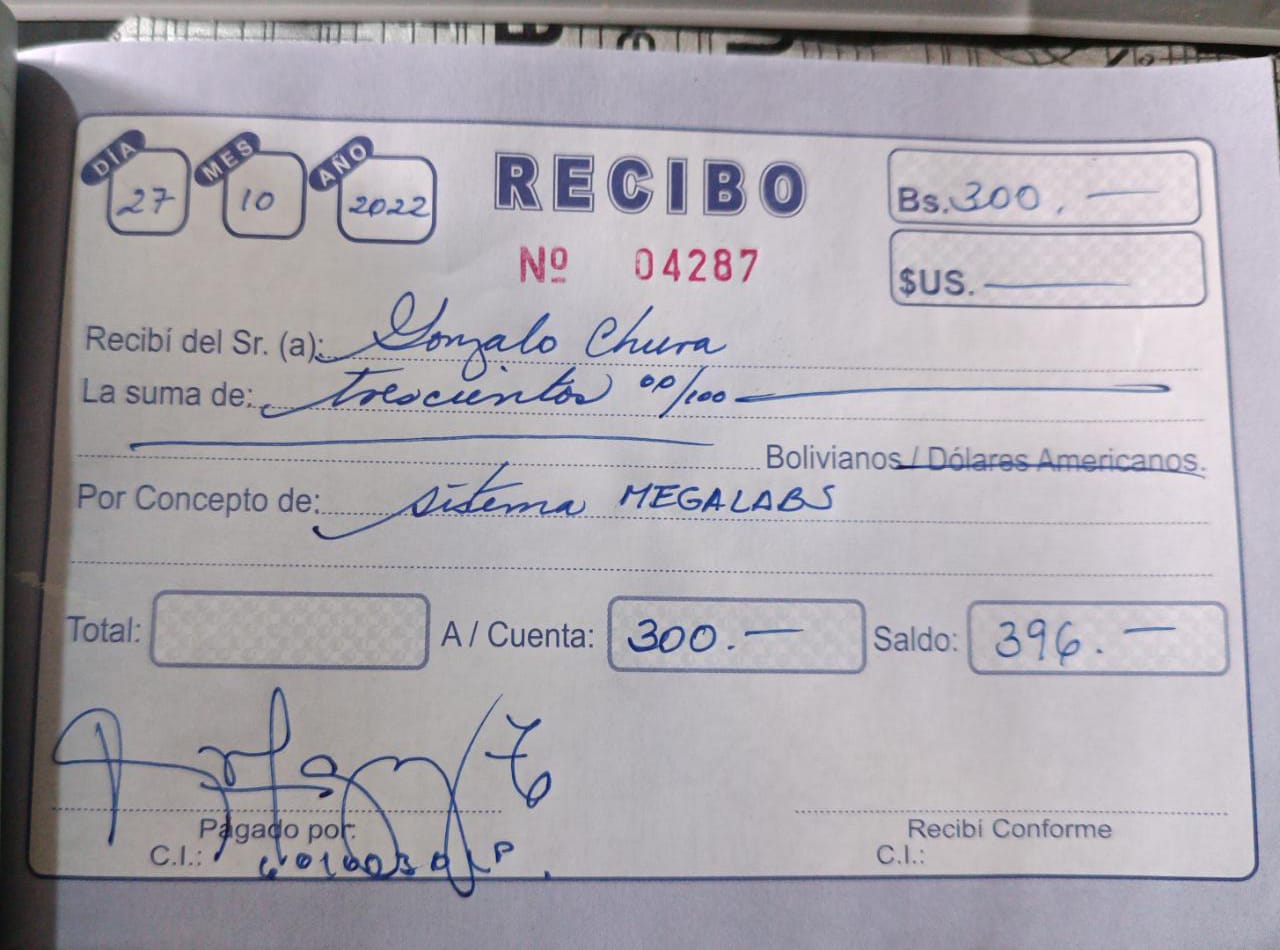 DÍA MES AÑO
27 10 2022
RECIBO
Nº 04287
Bs. 300.—
$US. —
Recibí del Sr. (a): Gonzalo Chura
La suma de: trescientos 00/100
Bolivianos / Dólares Americanos.
Por Concepto de: sistema MEGALABS
Total: A / Cuenta: 300.— Saldo: 396.—
Pagado por: Recibí Conforme
C.I.: C.I.: